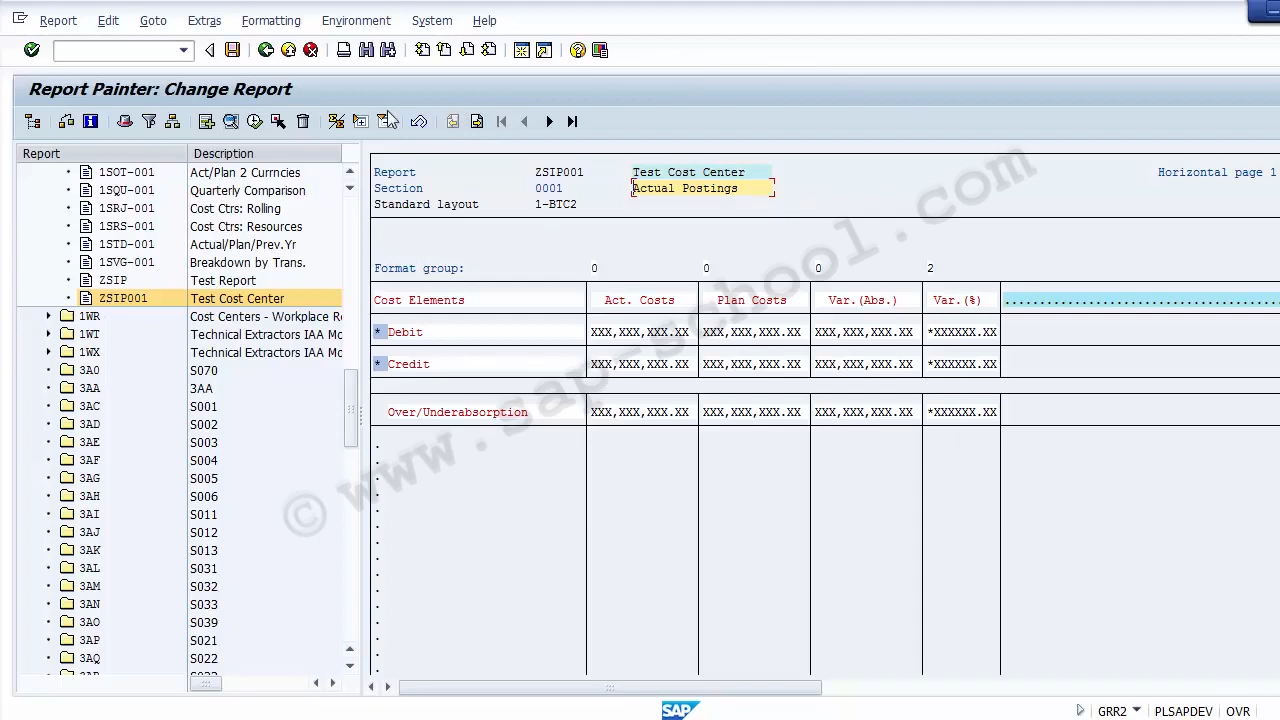 Report Edit Goto Extras Formatting Environment System Help
Report Painter: Change Report
Report Description
1SOT-001 Act/Plan 2 Currncies
1SQU-001 Quarterly Comparison
1SRJ-001 Cost Ctrs: Rolling
1SRS-001 Cost Ctrs: Resources
1STD-001 Actual/Plan/Prev.Yr
1SVG-001 Breakdown by Trans.
ZSIP Test Report
ZSIP001 Test Cost Center
1WR Cost Centers - Workplace Re
1WT Technical Extractors IAA Mo
1WX Technical Extractors IAA Mo
3A0 S070
3AA 3AA
3AC S001
3AD S002
3AE S003
3AF S004
3AG S005
3AH S006
3AI S011
3AJ S012
3AK S013
3AL S031
3AM S032
3AN S033
3AO S039
3AP S021
3AQ S022
Report ZSIP001 Test Cost Center Horizontal page 1
Section 0001 Actual Postings
Standard layout 1-BTC2
Format group: 0 0 0 2
Cost Elements Act. Costs Plan Costs Var.(Abs.) Var.(%)
* Debit XXX,XXX,XXX.XX XXX,XXX,XXX.XX XXX,XXX,XXX.XX *XXXXXX.XX
* Credit XXX,XXX,XXX.XX XXX,XXX,XXX.XX XXX,XXX,XXX.XX *XXXXXX.XX
Over/Underabsorption XXX,XXX,XXX.XX XXX,XXX,XXX.XX XXX,XXX,XXX.XX *XXXXXX.XX
© www.sap-school.com
SAP
GRR2 PLSAPDEV OVR